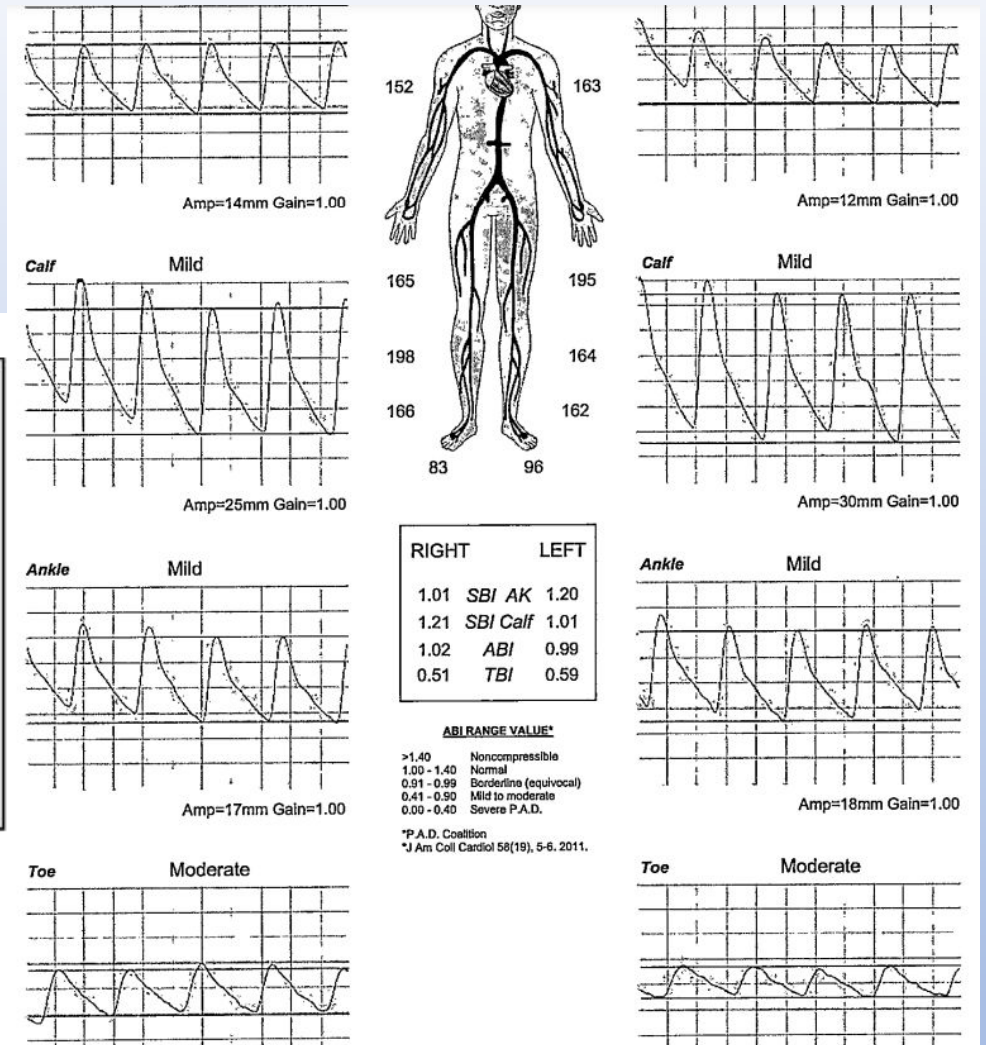 152 163
Amp=14mm Gain=1.00
Amp=12mm Gain=1.00
Calf Mild
Amp=25mm Gain=1.00
165 195
198 164
166 162
83 96
Calf Mild
Amp=30mm Gain=1.00
Ankle Mild
Amp=17mm Gain=1.00
RIGHT LEFT
1.01 SBI AK 1.20
1.21 SBI Calf 1.01
1.02 ABI 0.99
0.51 TBI 0.59
ABI RANGE VALUE*
>1.40 Noncompressible
1.00 - 1.40 Normal
0.91 - 0.99 Borderline (equivocal)
0.41 - 0.90 Mild to moderate
0.00 - 0.40 Severe P.A.D.
*P.A.D. Coalition
*J Am Coll Cardiol 58(19), 5-6. 2011.
Ankle Mild
Amp=18mm Gain=1.00
Toe Moderate
Toe Moderate